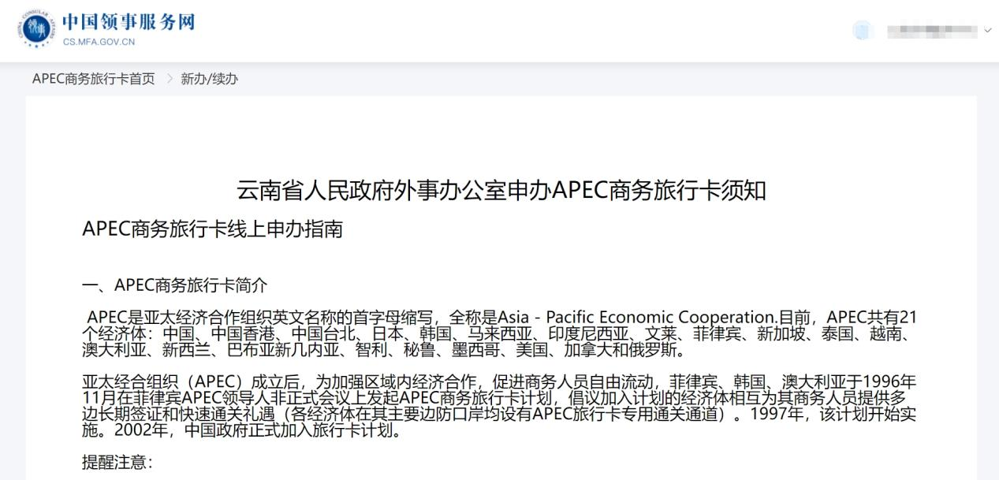 中国领事服务网
CS.MFA.GOV.CN
CHINA CONSULAR AFFAIRS
领事
APEC商务旅行卡首页 > 新办/续办
云南省人民政府外事办公室申办APEC商务旅行卡须知
APEC商务旅行卡线上申办指南
一、APEC商务旅行卡简介
APEC是亚太经济合作组织英文名称的首字母缩写，全称是Asia - Pacific Economic Cooperation.目前，APEC共有21
个经济体：中国、中国香港、中国台北、日本、韩国、马来西亚、印度尼西亚、文莱、菲律宾、新加坡、泰国、越南、
澳大利亚、新西兰、巴布亚新几内亚、智利、秘鲁、墨西哥、美国、加拿大和俄罗斯。
亚太经合组织（APEC）成立后，为加强区域内经济合作，促进商务人员自由流动，菲律宾、韩国、澳大利亚于1996年
11月在菲律宾APEC领导人非正式会议上发起APEC商务旅行卡计划，倡议加入计划的经济体相互为其商务人员提供多
边长期签证和快速通关礼遇（各经济体在其主要边防口岸均设有APEC旅行卡专用通关通道）。1997年，该计划开始实
施。2002年，中国政府正式加入旅行卡计划。
提醒注意：